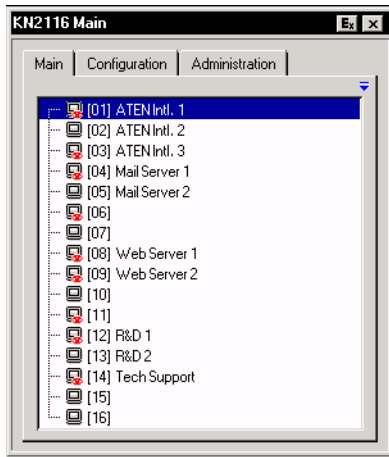 KN2116 Main Ex ×
Main Configuration Administration
[01] ATEN Intl. 1
[02] ATEN Intl. 2
[03] ATEN Intl. 3
[04] Mail Server 1
[05] Mail Server 2
[06]
[07]
[08] Web Server 1
[09] Web Server 2
[10]
[11]
[12] R&D 1
[13] R&D 2
[14] Tech Support
[15]
[16]